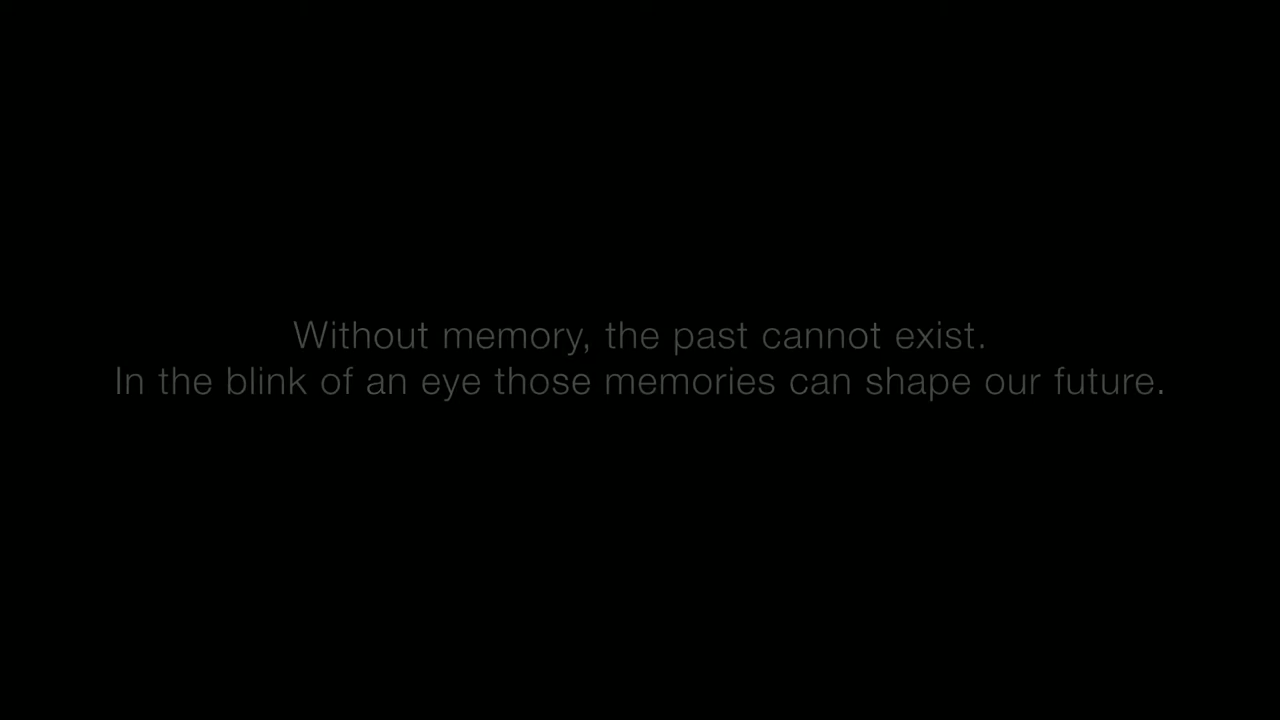 Without memory, the past cannot exist.
In the blink of an eye those memories can shape our future.